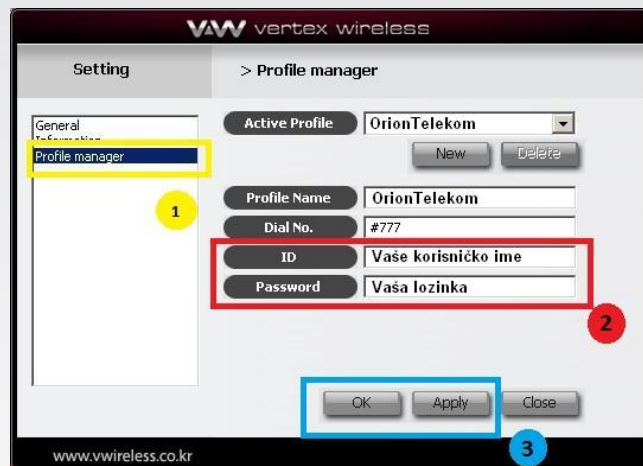 VW vertex wireless
Setting
> Profile manager
General
Information
Profile manager
1
Active Profile
OrionTelekom
New
Delete
Profile Name
OrionTelekom
Dial No.
#777
ID
Vaše korisničko ime
Password
Vaša lozinka
2
OK
Apply
Close
3
www.vwireless.co.kr